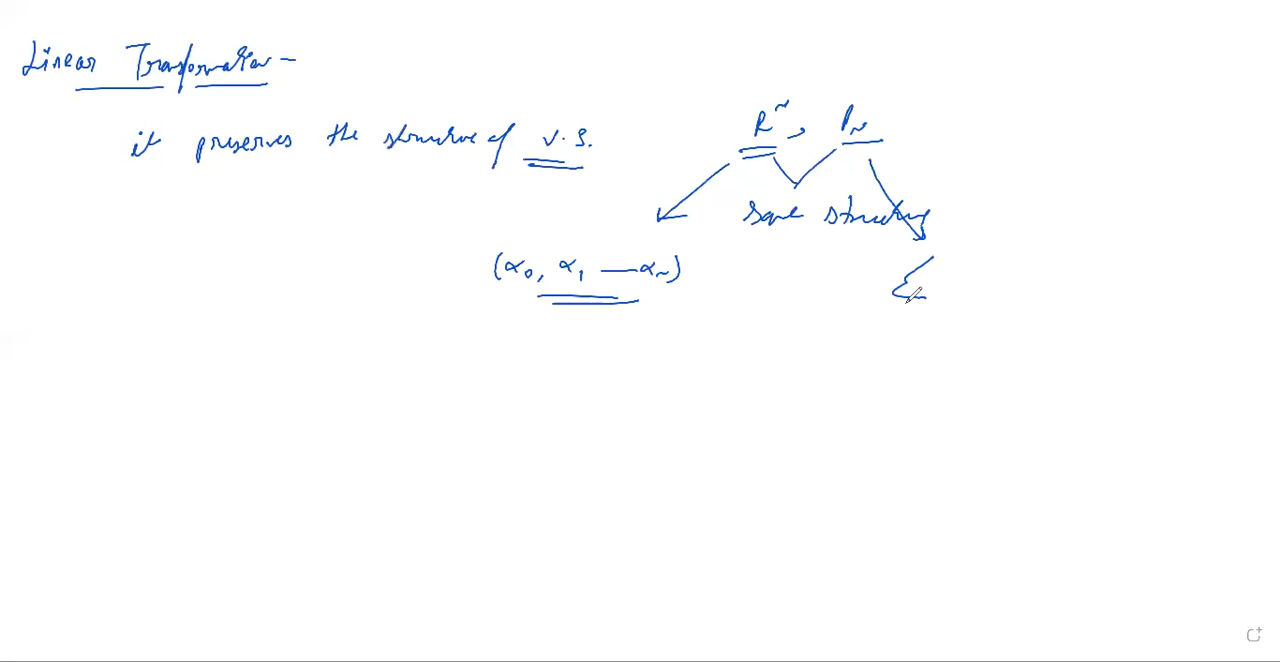 Linear Transformation -
it preserves the structure of V.S.
Rⁿ, Pₙ
same structure
(α₀, α₁ — αₙ)